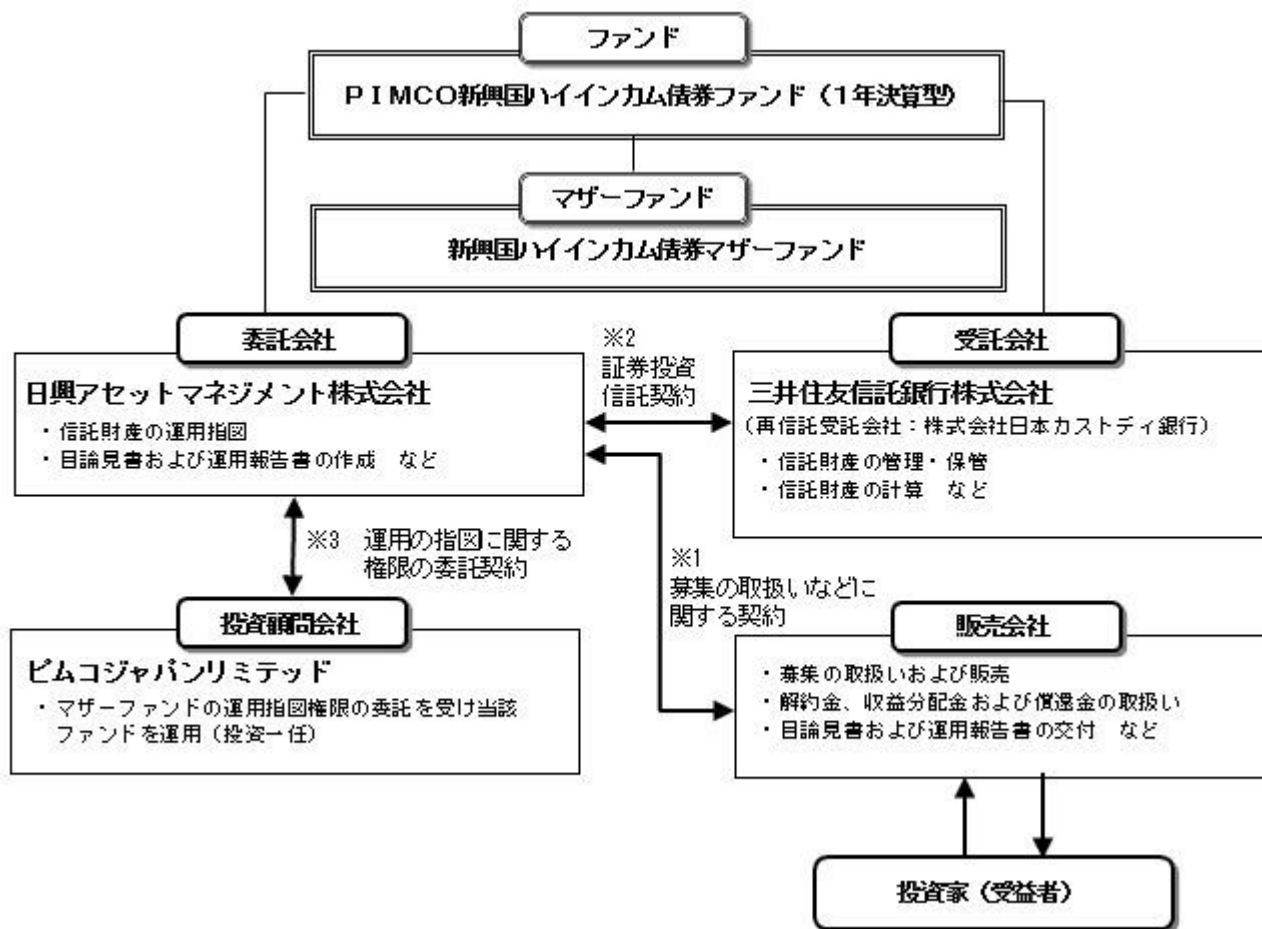 ファンド
PIMCO新興国ハイインカム債券ファンド（1年決算型）
マザーファンド
新興国ハイインカム債券マザーファンド
委託会社
日興アセットマネジメント株式会社
・信託財産の運用指図
・目論見書および運用報告書の作成　など
※2
証券投資
信託契約
受託会社
三井住友信託銀行株式会社
（再信託受託会社：株式会社日本カストディ銀行）
・信託財産の管理・保管
・信託財産の計算　など
※3　運用の指図に関する
権限の委託契約
※1
募集の取扱いなどに
関する契約
投資顧問会社
ピムコジャパンリミテッド
・マザーファンドの運用指図権限の委託を受け当該
ファンドを運用（投資一任）
販売会社
・募集の取扱いおよび販売
・解約金、収益分配金および償還金の取扱い
・目論見書および運用報告書の交付　など
投資家（受益者）